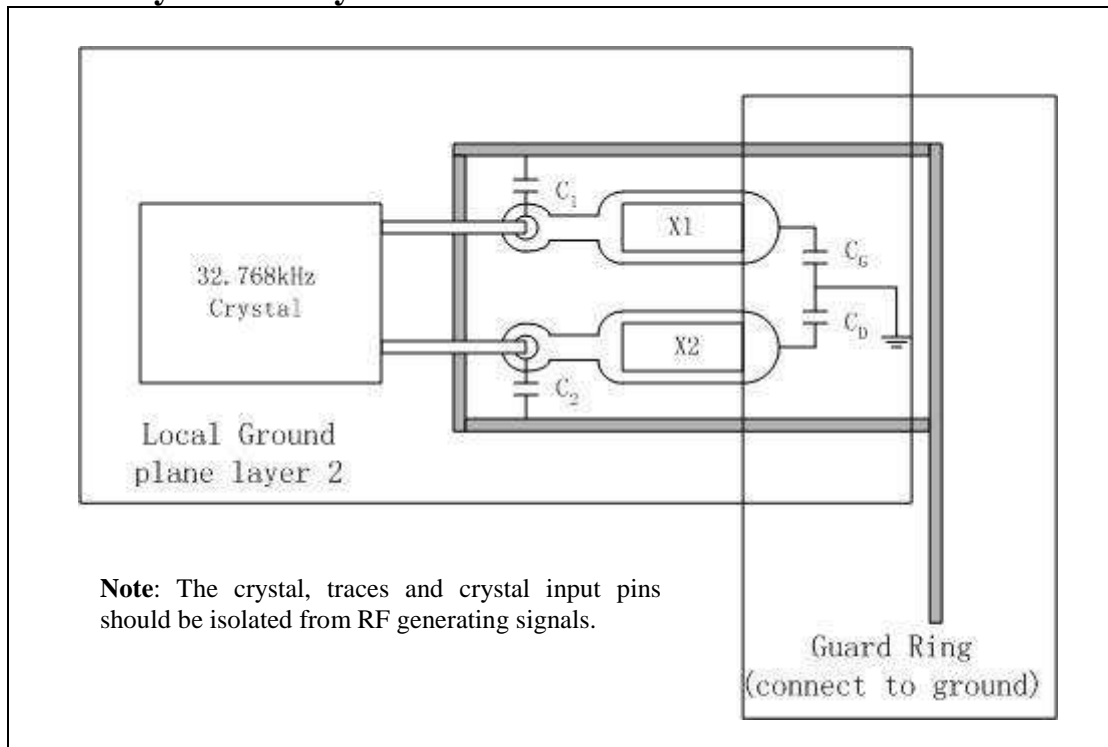 32.768kHz
Crystal
C1
X1
CG
X2
CD
C2
Local Ground
plane layer 2
Note: The crystal, traces and crystal input pins
should be isolated from RF generating signals.
Guard Ring
(connect to ground)